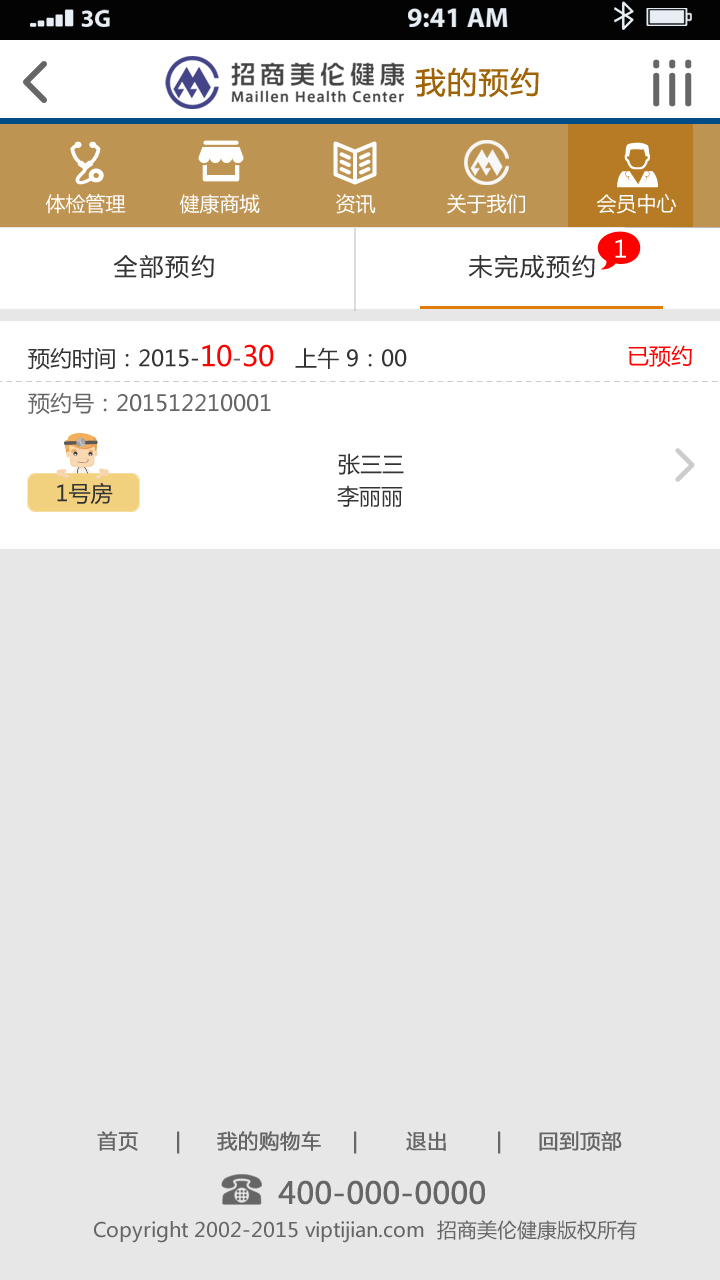 3G 9:41 AM
招商美伦健康 我的预约
Maillen Health Center
体检管理 健康商城 资讯 关于我们 会员中心
全部预约 未完成预约 1
预约时间：2015-10-30 上午 9：00 已预约
预约号：201512210001
张三三
1号房
李丽丽
首页 | 我的购物车 | 退出 | 回到顶部
400-000-0000
Copyright 2002-2015 viptijian.com 招商美伦健康版权所有